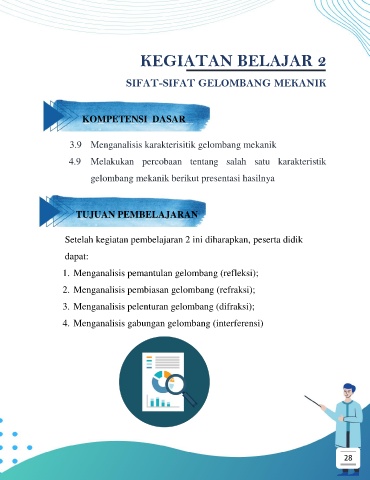 KEGIATAN BELAJAR 2
SIFAT-SIFAT GELOMBANG MEKANIK
KOMPETENSI DASAR
3.9 Menganalisis karakterisitik gelombang mekanik
4.9 Melakukan percobaan tentang salah satu karakteristik
gelombang mekanik berikut presentasi hasilnya
TUJUAN PEMBELAJARAN
Setelah kegiatan pembelajaran 2 ini diharapkan, peserta didik
dapat:
1. Menganalisis pemantulan gelombang (refleksi);
2. Menganalisis pembiasan gelombang (refraksi);
3. Menganalisis pelenturan gelombang (difraksi);
4. Menganalisis gabungan gelombang (interferensi)
28